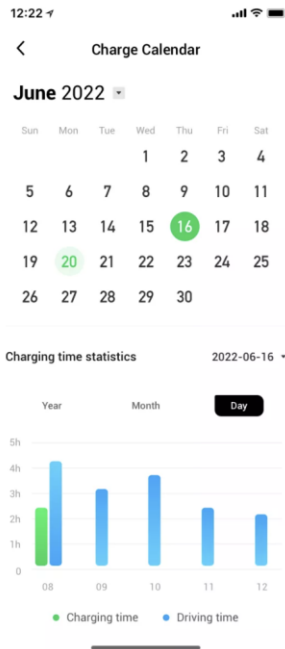 12:22
Charge Calendar
June 2022
Sun Mon Tue Wed Thu Fri Sat
1 2 3 4
5 6 7 8 9 10 11
12 13 14 15 16 17 18
19 20 21 22 23 24 25
26 27 28 29 30
Charging time statistics 2022-06-16
Year Month Day
5h
4h
3h
2h
1h
0
08 09 10 11 12
Charging time Driving time